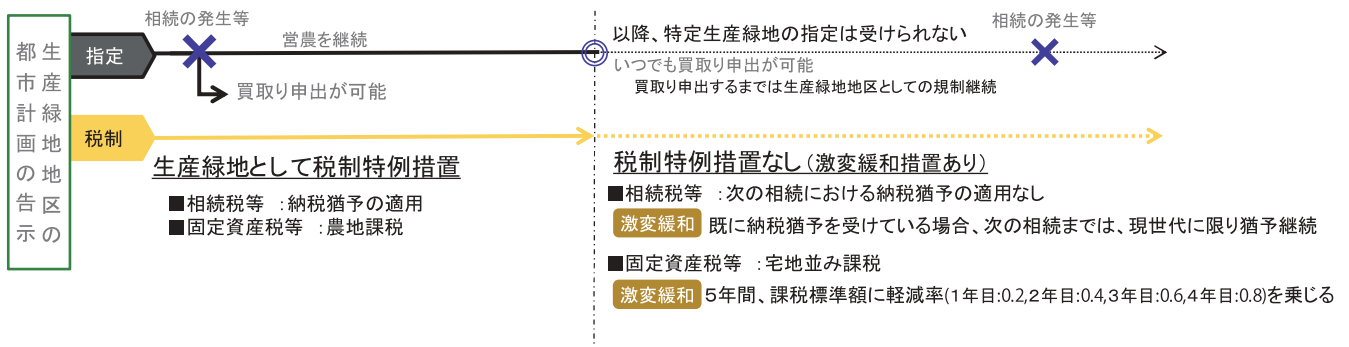 生産緑地地区の
都市計画の告示
指定
相続の発生等
営農を継続
買取り申出が可能
以降、特定生産緑地の指定は受けられない
いつでも買取り申出が可能
買取り申出するまでは生産緑地地区としての規制継続
相続の発生等
税制
生産緑地として税制特例措置
■相続税等 ：納税猶予の適用
■固定資産税等 ：農地課税
税制特例措置なし（激変緩和措置あり）
■相続税等 ：次の相続における納税猶予の適用なし
激変緩和 既に納税猶予を受けている場合、次の相続までは、現世代に限り猶予継続
■固定資産税等 ：宅地並み課税
激変緩和 5年間、課税標準額に軽減率(1年目:0.2,2年目:0.4,3年目:0.6,4年目:0.8)を乗じる